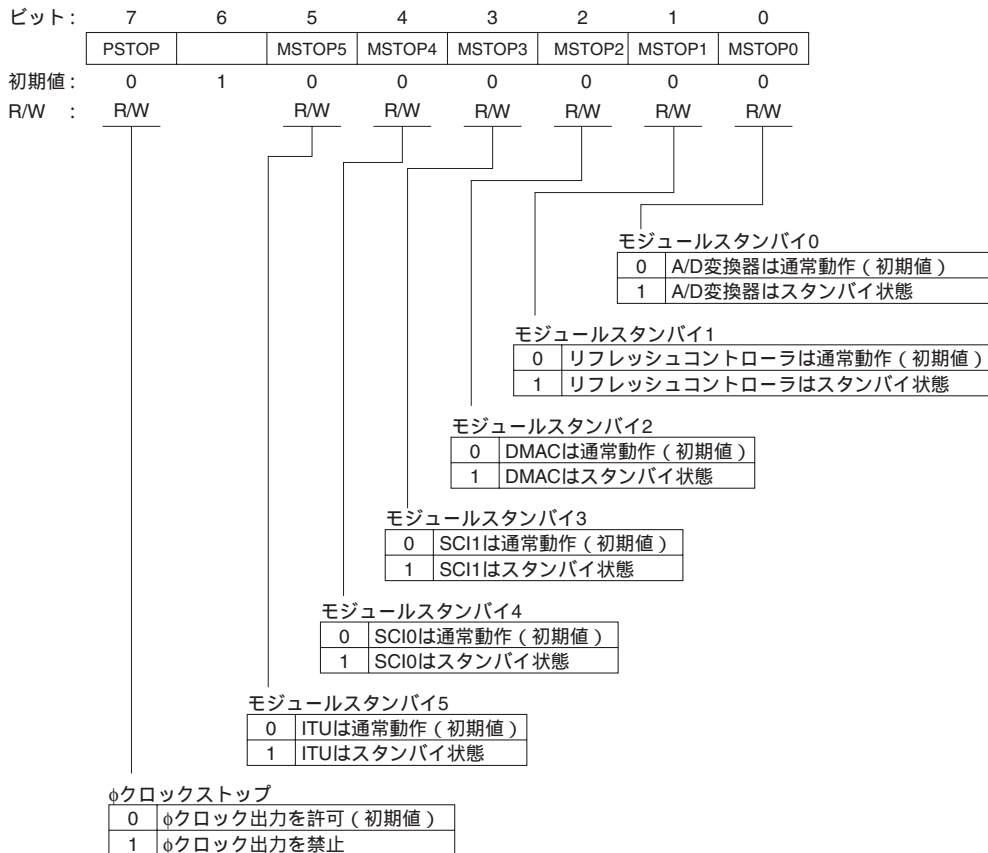 ビット： 7 6 5 4 3 2 1 0
PSTOP MSTOP5 MSTOP4 MSTOP3 MSTOP2 MSTOP1 MSTOP0
初期値： 0 1 0 0 0 0 0 0
R/W ： R/W R/W R/W R/W R/W R/W R/W
モジュールスタンバイ0
0 A/D変換器は通常動作（初期値）
1 A/D変換器はスタンバイ状態
モジュールスタンバイ1
0 リフレッシュコントローラは通常動作（初期値）
1 リフレッシュコントローラはスタンバイ状態
モジュールスタンバイ2
0 DMACは通常動作（初期値）
1 DMACはスタンバイ状態
モジュールスタンバイ3
0 SCI1は通常動作（初期値）
1 SCI1はスタンバイ状態
モジュールスタンバイ4
0 SCI0は通常動作（初期値）
1 SCI0はスタンバイ状態
モジュールスタンバイ5
0 ITUは通常動作（初期値）
1 ITUはスタンバイ状態
φクロックストップ
0 φクロック出力を許可（初期値）
1 φクロック出力を禁止